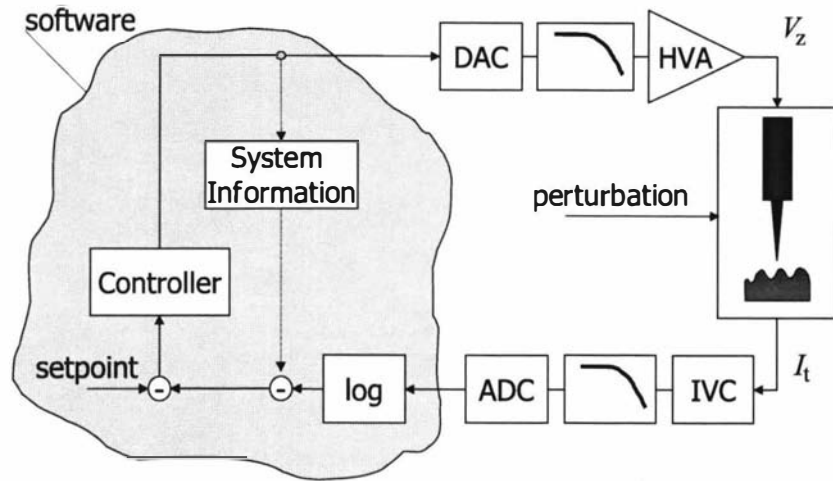 software
DAC
HVA
V_z
System
Information
perturbation
Controller
setpoint
-
-
log
ADC
IVC
I_t